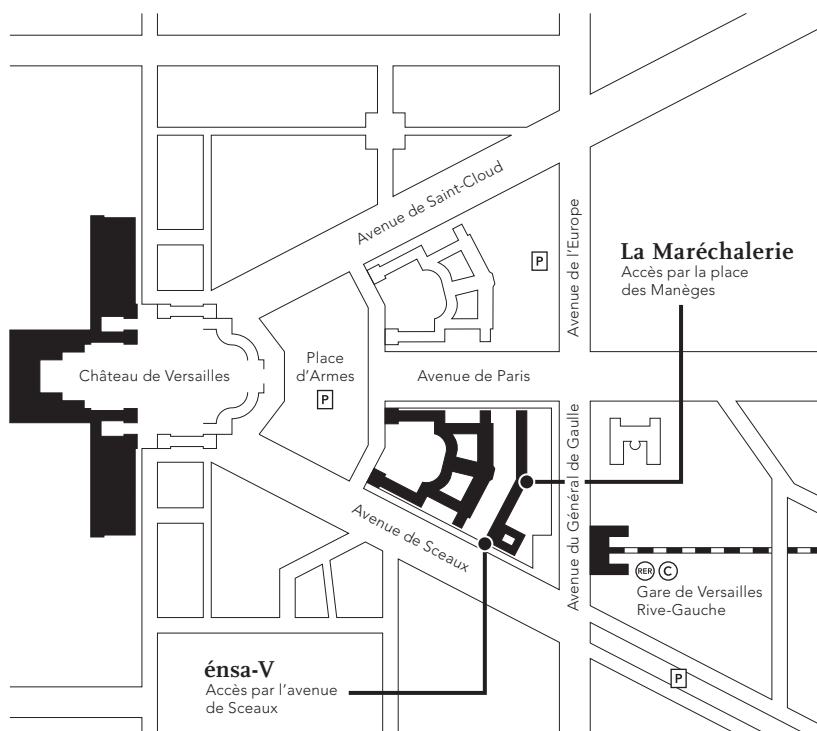 Avenue de Saint-Cloud
Avenue de l'Europe
P
La Maréchalerie
Accès par la place
des Manèges
Château de Versailles
Place
d'Armes
P
Avenue de Paris
Avenue du Général de Gaulle
Avenue de Sceaux
RER C
Gare de Versailles
Rive-Gauche
énsa-V
Accès par l'avenue
de Sceaux
P